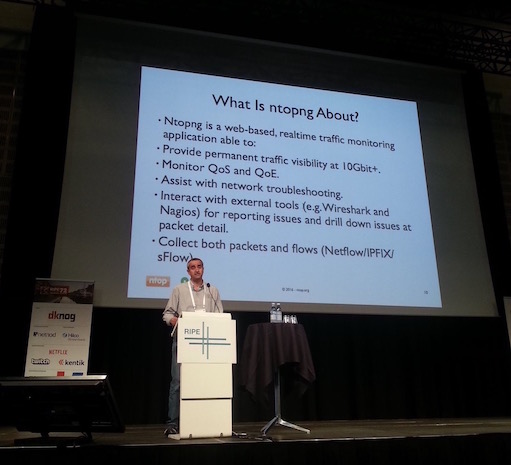 What Is ntopng About?
• Ntopng is a web-based, realtime traffic monitoring
application able to:
• Provide permanent traffic visibility at 10Gbit+.
• Monitor QoS and QoE.
• Assist with network troubleshooting.
• Interact with external tools (e.g. Wireshark and
Nagios) for reporting issues and drill down issues at
packet detail.
• Collect both packets and flows (Netflow/IPFIX/
sFlow)
ntop
dknog
netnod
NETFLIX
twitch
kentik
RIPE